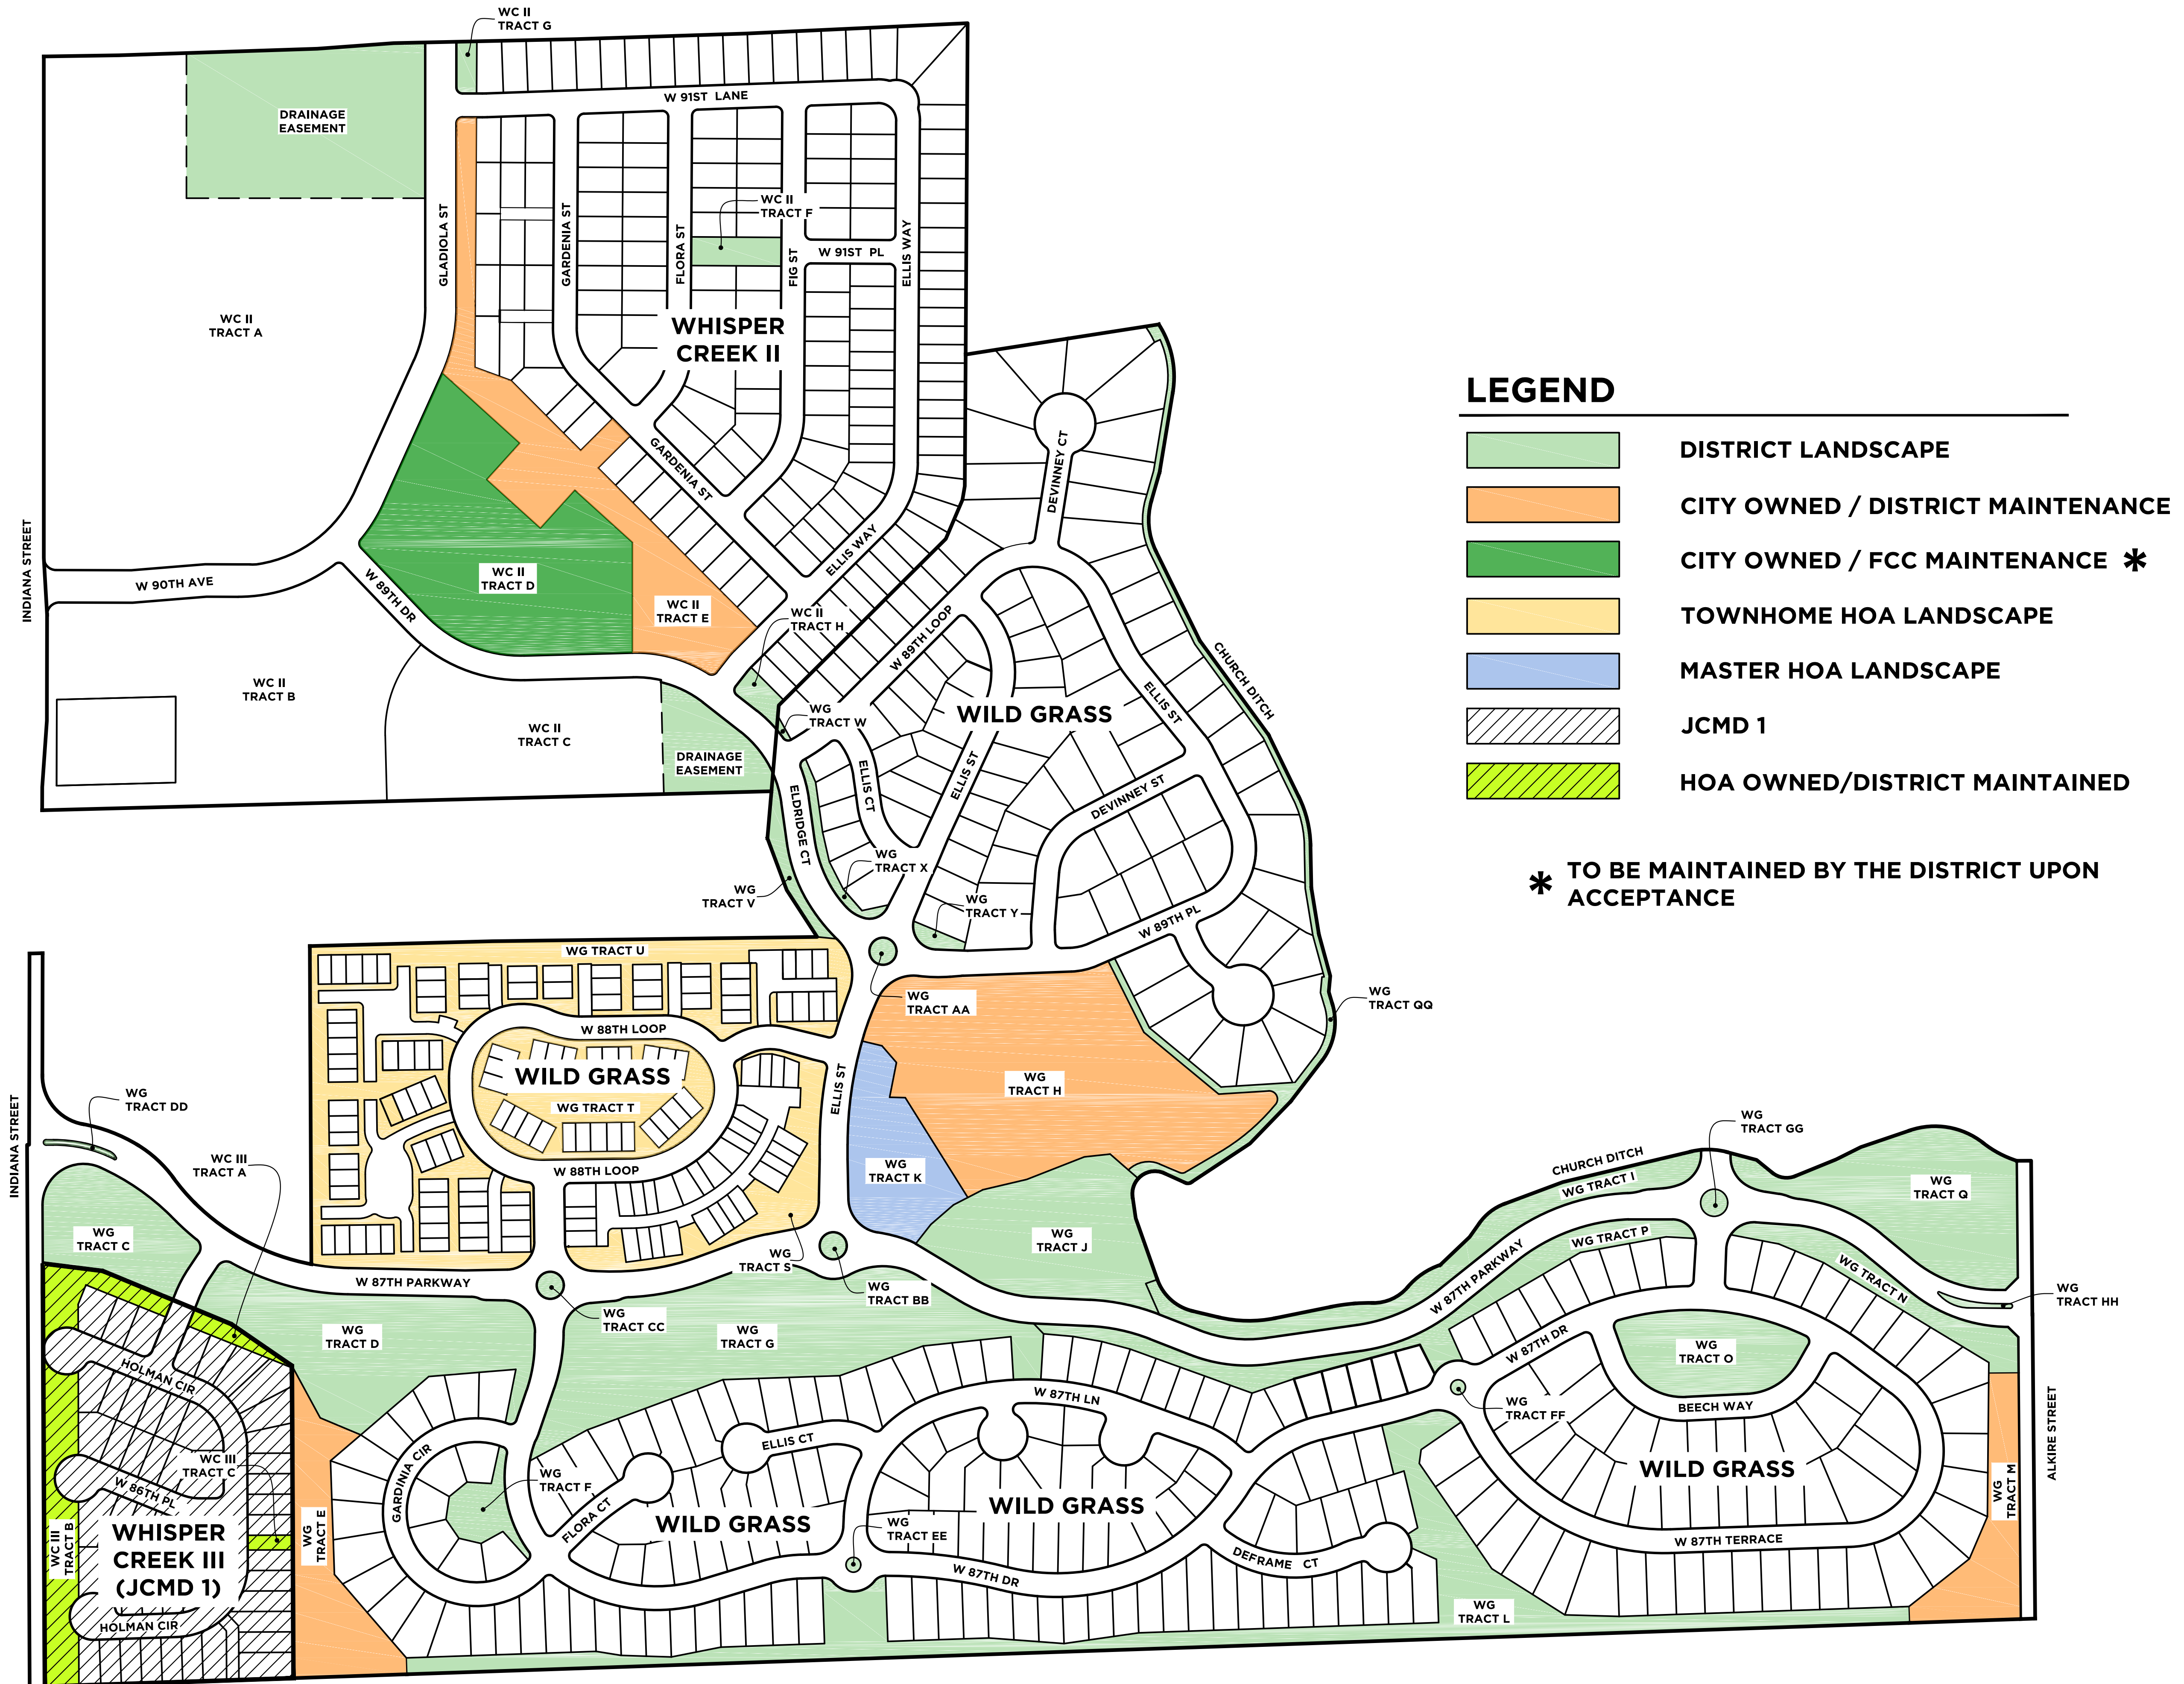 WC II
TRACT G
W 91ST LANE
DRAINAGE
EASEMENT
GLADIOLA ST
GARDENIA ST
FLORA ST
WC II
TRACT F
FIG ST
W 91ST PL
ELLIS WAY
WC II
TRACT A
WHISPER
CREEK II
GARDENIA ST
DEVINNEY CT
INDIANA STREET
W 90TH AVE
W 89TH DR
WC II
TRACT D
WC II
TRACT E
ELLIS WAY
WC II
TRACT H
W 89TH LOOP
CHURCH DITCH
WC II
TRACT B
WC II
TRACT C
DRAINAGE
EASEMENT
WG
TRACT W
WILD GRASS
ELLIS ST
ELLIS CT
ELLIS ST
DEVINNEY ST
ELDRIDGE CT
WG
TRACT X
WG
TRACT V
WG
TRACT Y
W 89TH PL
LEGEND
DISTRICT LANDSCAPE
CITY OWNED / DISTRICT MAINTENANCE
CITY OWNED / FCC MAINTENANCE *
TOWNHOME HOA LANDSCAPE
MASTER HOA LANDSCAPE
JCMD 1
HOA OWNED/DISTRICT MAINTAINED
* TO BE MAINTAINED BY THE DISTRICT UPON
ACCEPTANCE
WG TRACT U
WG
TRACT AA
WG
TRACT QQ
W 88TH LOOP
WILD GRASS
WG TRACT T
W 88TH LOOP
ELLIS ST
WG
TRACT H
WG
TRACT K
WG
TRACT J
INDIANA STREET
WG
TRACT DD
WC III
TRACT A
WG
TRACT C
W 87TH PARKWAY
WG
TRACT S
WG
TRACT BB
WG
TRACT CC
WG
TRACT D
WG
TRACT G
WG
TRACT GG
CHURCH DITCH
WG TRACT I
WG
TRACT Q
WG TRACT P
W 87TH PARKWAY
WG TRACT N
WG
TRACT HH
W 87TH DR
WG
TRACT O
BEECH WAY
WG
TRACT FF
WILD GRASS
W 87TH TERRACE
WG
TRACT M
ALKIRE STREET
HOLMAN CIR
WC III
TRACT C
W 86TH PL
WC III
TRACT B
WHISPER
CREEK III
(JCMD 1)
HOLMAN CIR
WG
TRACT E
GARDINIA CIR
WG
TRACT F
FLORA CT
ELLIS CT
WILD GRASS
W 87TH LN
WILD GRASS
WG
TRACT EE
W 87TH DR
DEFRAME CT
WG
TRACT L